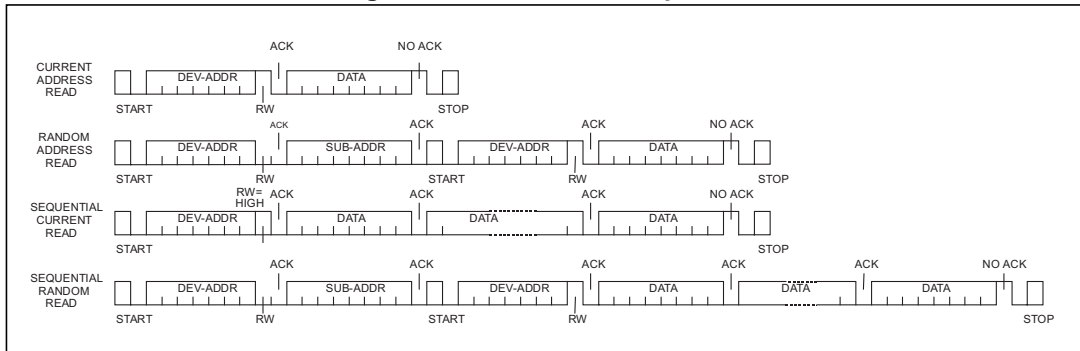 ACK NO ACK
CURRENT
ADDRESS
READ
DEV-ADDR DATA
START RW STOP
ACK ACK ACK NO ACK
RANDOM
ADDRESS
READ
DEV-ADDR SUB-ADDR DEV-ADDR DATA
START RW START RW STOP
RW=
HIGH
ACK ACK ACK NO ACK
SEQUENTIAL
CURRENT
READ
DEV-ADDR DATA DATA DATA
START STOP
ACK ACK ACK ACK ACK NO ACK
SEQUENTIAL
RANDOM
READ
DEV-ADDR SUB-ADDR DEV-ADDR DATA DATA DATA
START RW START RW STOP